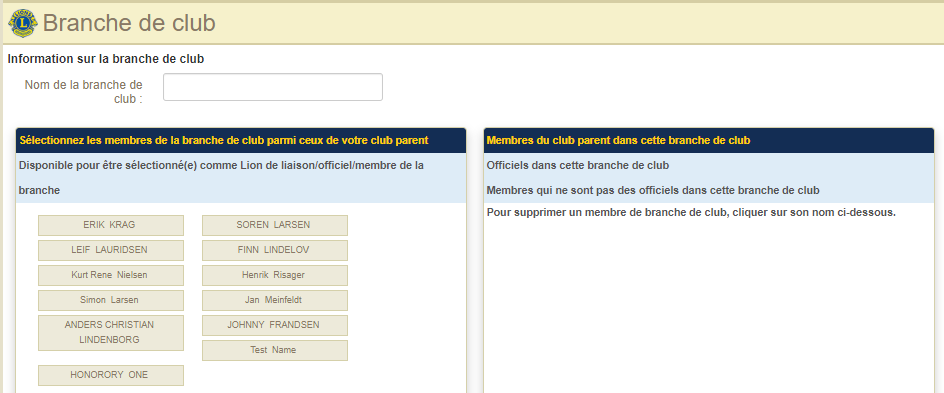 Branche de club
Information sur la branche de club
Nom de la branche de
club :
Sélectionnez les membres de la branche de club parmi ceux de votre club parent
Disponible pour être sélectionné(e) comme Lion de liaison/officiel/membre de la
branche
ERIK KRAG
SOREN LARSEN
LEIF LAURIDSEN
FINN LINDELOV
Kurt Rene Nielsen
Henrik Risager
Simon Larsen
Jan Meinfeldt
ANDERS CHRISTIAN
LINDENBORG
JOHNNY FRANDSEN
Test Name
HONORORY ONE
Membres du club parent dans cette branche de club
Officiels dans cette branche de club
Membres qui ne sont pas des officiels dans cette branche de club
Pour supprimer un membre de branche de club, cliquer sur son nom ci-dessous.